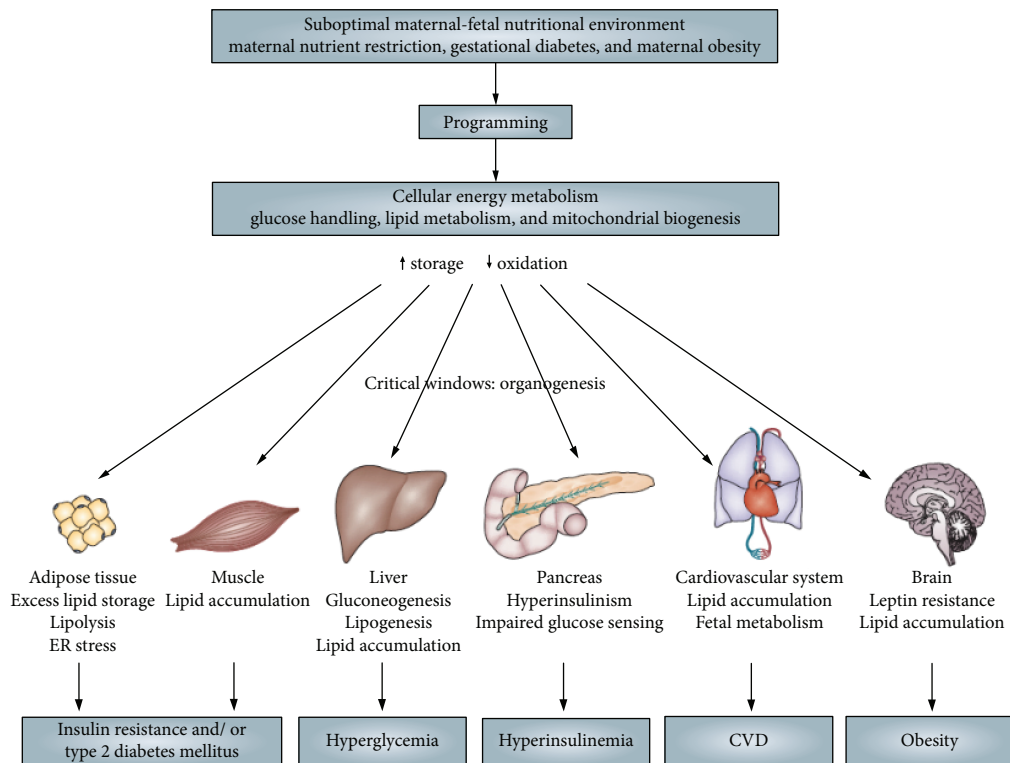 Suboptimal maternal-fetal nutritional environment
maternal nutrient restriction, gestational diabetes, and maternal obesity
Programming
Cellular energy metabolism
glucose handling, lipid metabolism, and mitochondrial biogenesis
↑ storage ↓ oxidation
Critical windows: organogenesis
Adipose tissue
Excess lipid storage
Lipolysis
ER stress
Muscle
Lipid accumulation
Liver
Gluconeogenesis
Lipogenesis
Lipid accumulation
Pancreas
Hyperinsulinism
Impaired glucose sensing
Cardiovascular system
Lipid accumulation
Fetal metabolism
Brain
Leptin resistance
Lipid accumulation
Insulin resistance and/ or
type 2 diabetes mellitus
Hyperglycemia
Hyperinsulinemia
CVD
Obesity